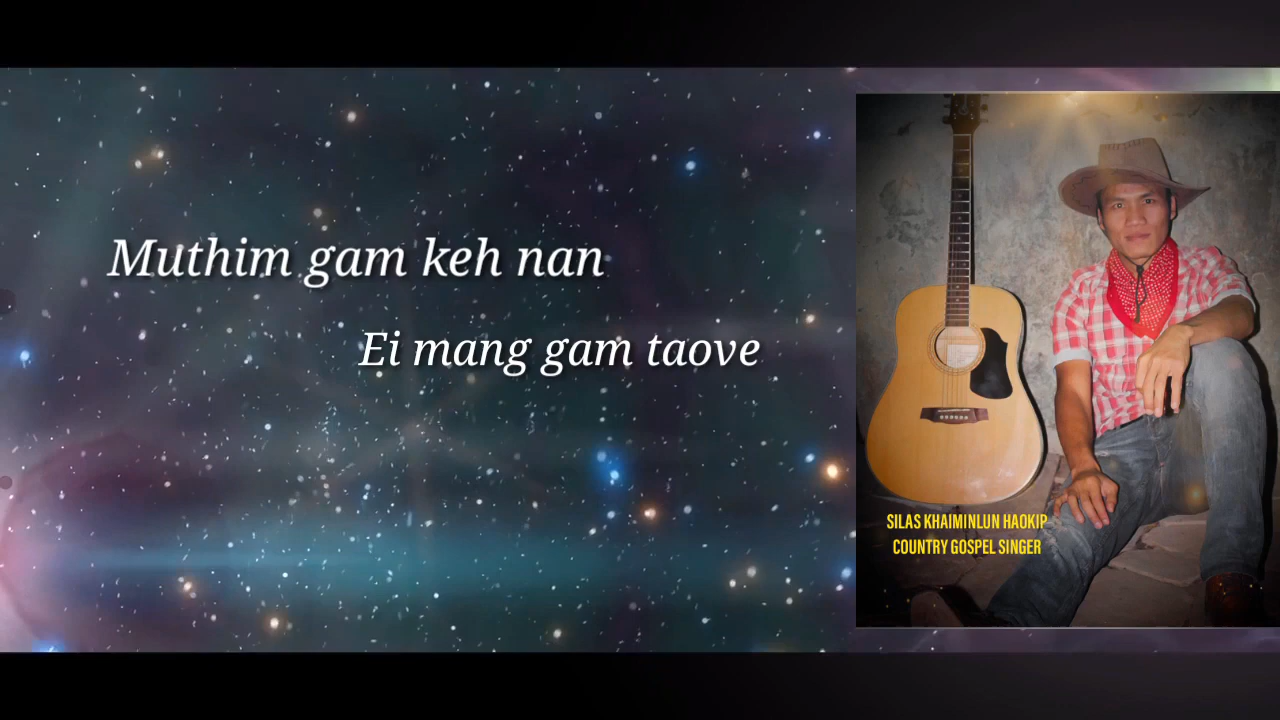 Muthim gam keh nan
Ei mang gam taove
SILAS KHAIMINLUN HAOKIP
COUNTRY GOSPEL SINGER